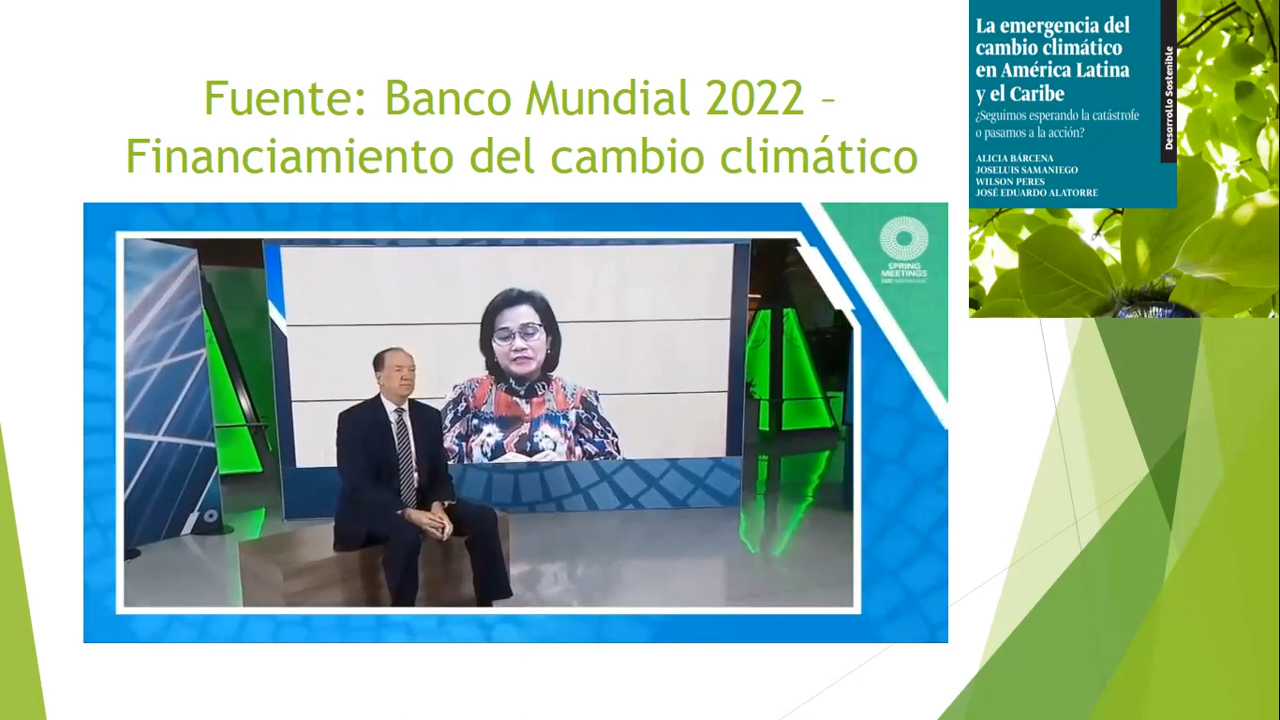 Fuente: Banco Mundial 2022 –
Financiamiento del cambio climático
La emergencia del
cambio climático
en América Latina
y el Caribe
¿Seguimos esperando la catástrofe
o pasamos a la acción?
ALICIA BÁRCENA
JOSELUIS SAMANIEGO
WILSON PERES
JOSÉ EDUARDO ALATORRE
Desarrollo Sostenible
SPRING
MEETINGS